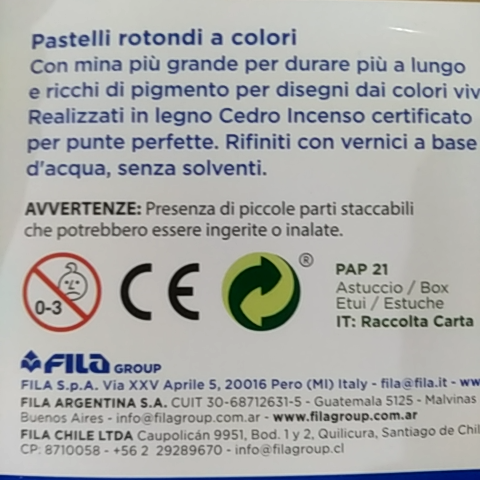 Pastelli rotondi a colori
Con mina più grande per durare più a lungo
e ricchi di pigmento per disegni dai colori viv
Realizzati in legno Cedro Incenso certificato
per punte perfette. Rifiniti con vernici a base
d'acqua, senza solventi.
AVVERTENZE: Presenza di piccole parti staccabili
che potrebbero essere ingerite o inalate.
0-3
CE
®
PAP 21
Astuccio / Box
Etui / Estuche
IT: Raccolta Carta
FILA GROUP
FILA S.p.A. Via XXV Aprile 5, 20016 Pero (MI) Italy - fila@fila.it - ww
FILA ARGENTINA S.A. CUIT 30-68712631-5 - Guatemala 5125 - Malvinas
Buenos Aires - info@filagroup.com.ar - www.filagroup.com.ar
FILA CHILE LTDA Caupolicán 9951, Bod. 1 y 2, Quilicura, Santiago de Chil
CP: 8710058 - +56 2 29289670 - info@filagroup.cl